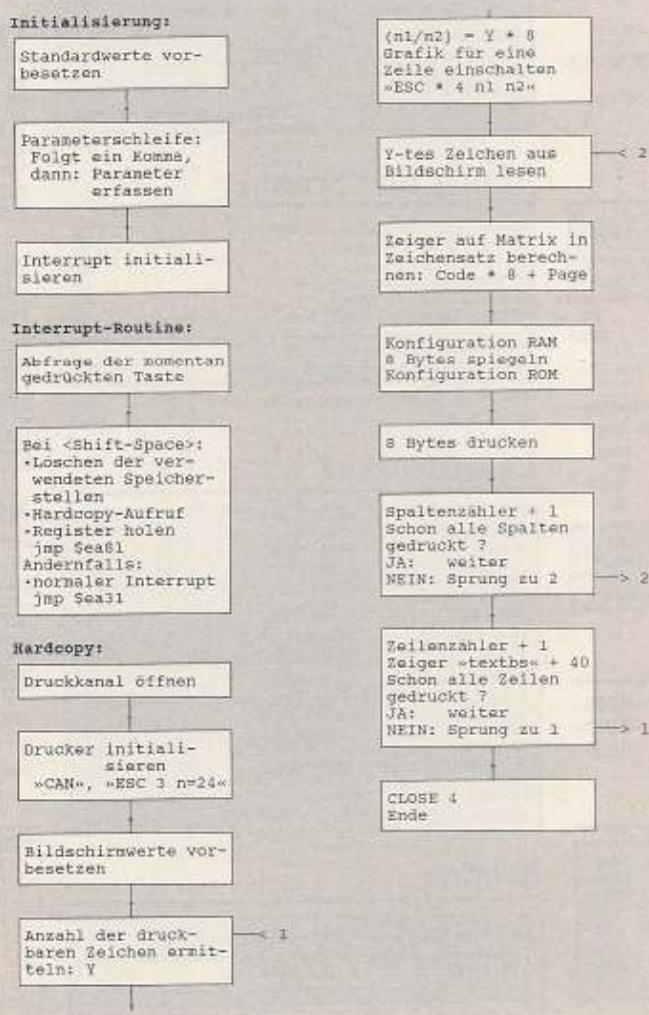 Initialisierung:
Standardwerte vor-
besetzen
Parameterschleife:
Folgt ein Komma,
dann: Parameter
erfassen
Interrupt initiali-
sieren
Interrupt-Routine:
Abfrage der momentan
gedrückten Taste
Bei <Shift-Space>:
·Löschen der ver-
wendeten Speicher-
stellen
·Hardcopy-Aufruf
·Register holen
jmp $ea81
Andernfalls:
·normaler Interrupt
jmp $ea31
Hardcopy:
Druckkanal öffnen
Drucker initiali-
sieren
»CAN«, »ESC 3 n=24«
Bildschirmwerte vor-
besetzen
Anzahl der druck-
baren Zeichen ermit-
teln: Y
< 1
(n1/n2) = Y * 8
Grafik für eine
Zeile einschalten
»ESC * 4 n1 n2«
Y-tes Zeichen aus
Bildschirm lesen
< 2
Zeiger auf Matrix in
Zeichensatz berech-
nen: Code * 8 + Page
Konfiguration RAM
8 Bytes spiegeln
Konfiguration ROM
8 Bytes drucken
Spaltenzähler + 1
Schon alle Spalten
gedruckt ?
JA: weiter
NEIN: Sprung zu 2 > 2
Zeilenzähler + 1
Zeiger »textbs« + 40
Schon alle Zeilen
gedruckt ?
JA: weiter
NEIN: Sprung zu 1 > 1
CLOSE 4
Ende